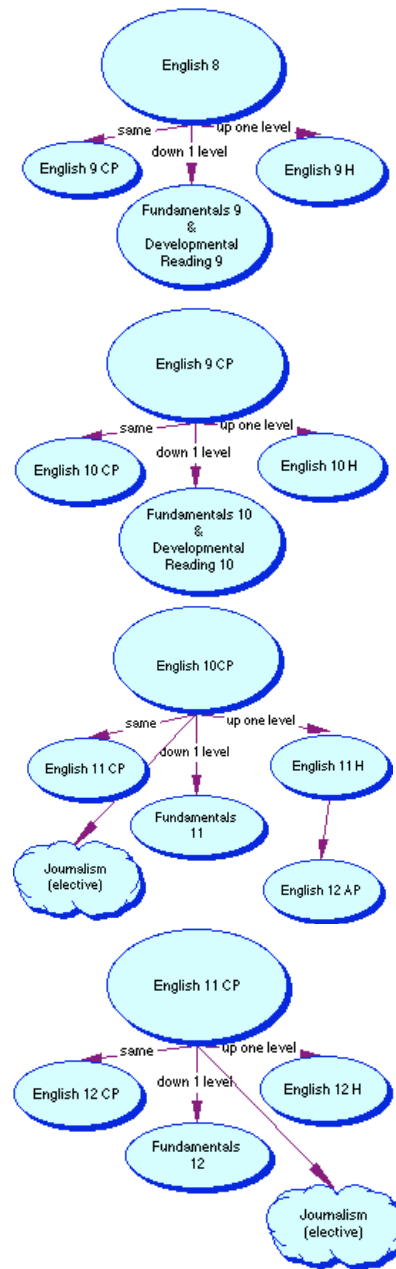 English 8
same
up one level
down 1 level
English 9 CP
English 9 H
Fundamentals 9
&
Developmental
Reading 9
English 9 CP
same
up one level
down 1 level
English 10 CP
English 10 H
Fundamentals 10
&
Developmental
Reading 10
English 10CP
same
up one level
down 1 level
English 11 CP
English 11 H
Fundamentals
11
Journalism
(elective)
English 12 AP
English 11 CP
same
up one level
down 1 level
English 12 CP
English 12 H
Fundamentals
12
Journalism
(elective)